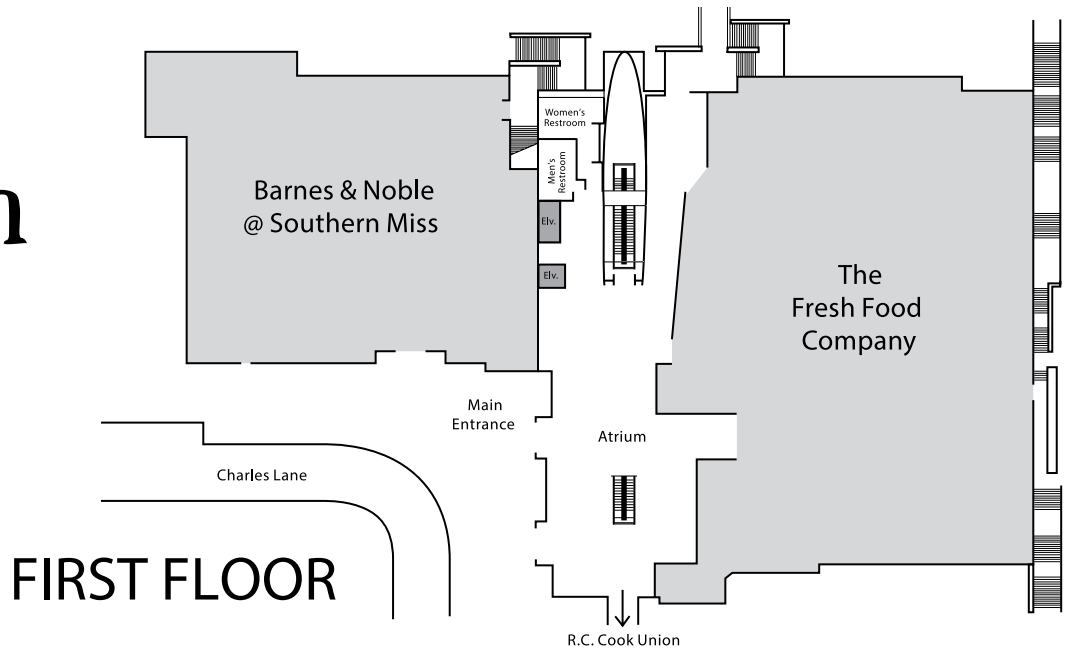 n
Women's
Restroom
Men's
Restroom
Elv.
Elv.
Barnes & Noble
@ Southern Miss
The
Fresh Food
Company
Main
Entrance
Atrium
Charles Lane
FIRST FLOOR
R.C. Cook Union